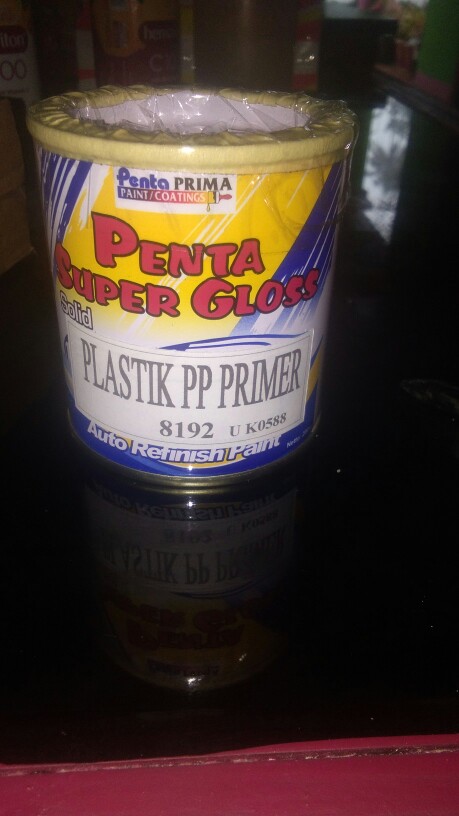 Penta PRIMA
PAINT/COATINGS
PENTA
SUPER GLOSS
Solid
PLASTIK PP PRIMER
8192 U K0588
Auto Refinish Paint